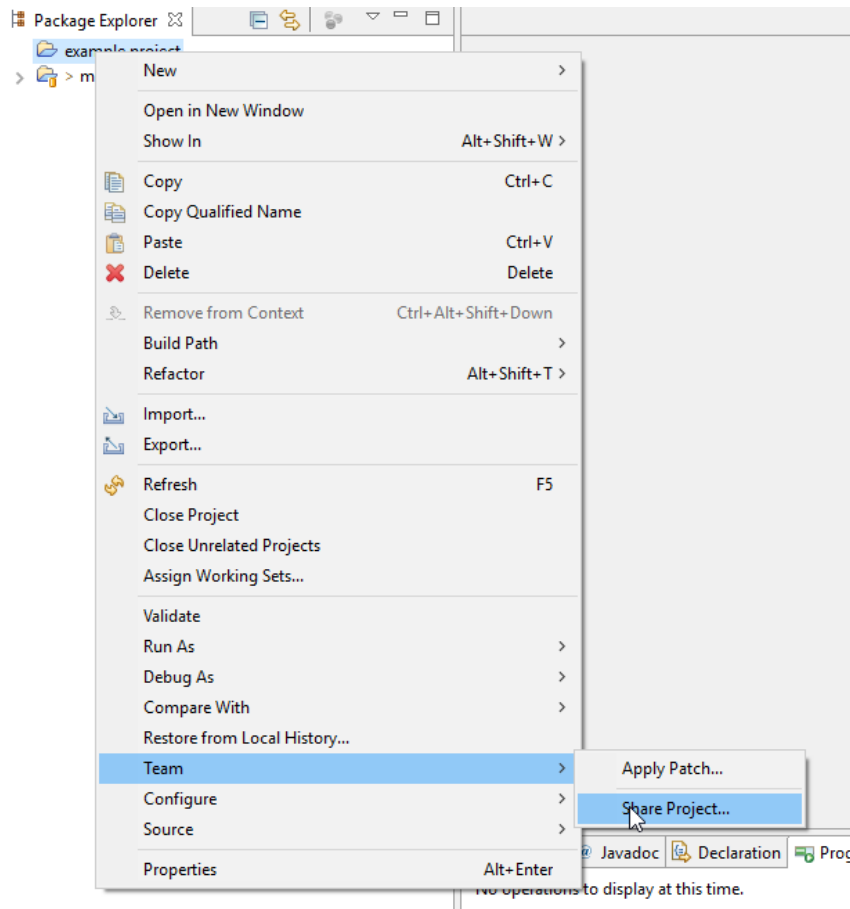 Package Explorer
example project
> m
New
Open in New Window
Show In Alt+Shift+W
Copy Ctrl+C
Copy Qualified Name
Paste Ctrl+V
Delete Delete
Remove from Context Ctrl+Alt+Shift+Down
Build Path
Refactor Alt+Shift+T
Import...
Export...
Refresh F5
Close Project
Close Unrelated Projects
Assign Working Sets...
Validate
Run As
Debug As
Compare With
Restore from Local History...
Team
Apply Patch...
Configure
Share Project...
Source
@ Javadoc Declaration Prog
Properties Alt+Enter
No operations to display at this time.